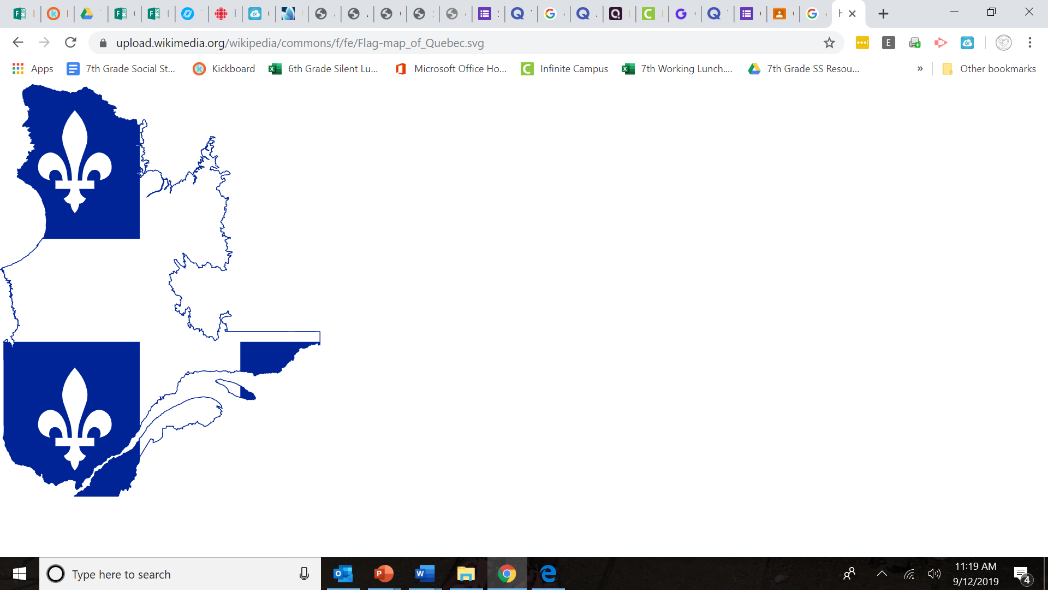 upload.wikimedia.org/wikipedia/commons/f/fe/Flag-map_of_Quebec.svg
Apps 7th Grade Social St... Kickboard 6th Grade Silent Lu... Microsoft Office Ho... Infinite Campus 7th Working Lunch.... 7th Grade SS Resou... » Other bookmarks
Type here to search
11:19 AM
9/12/2019
4